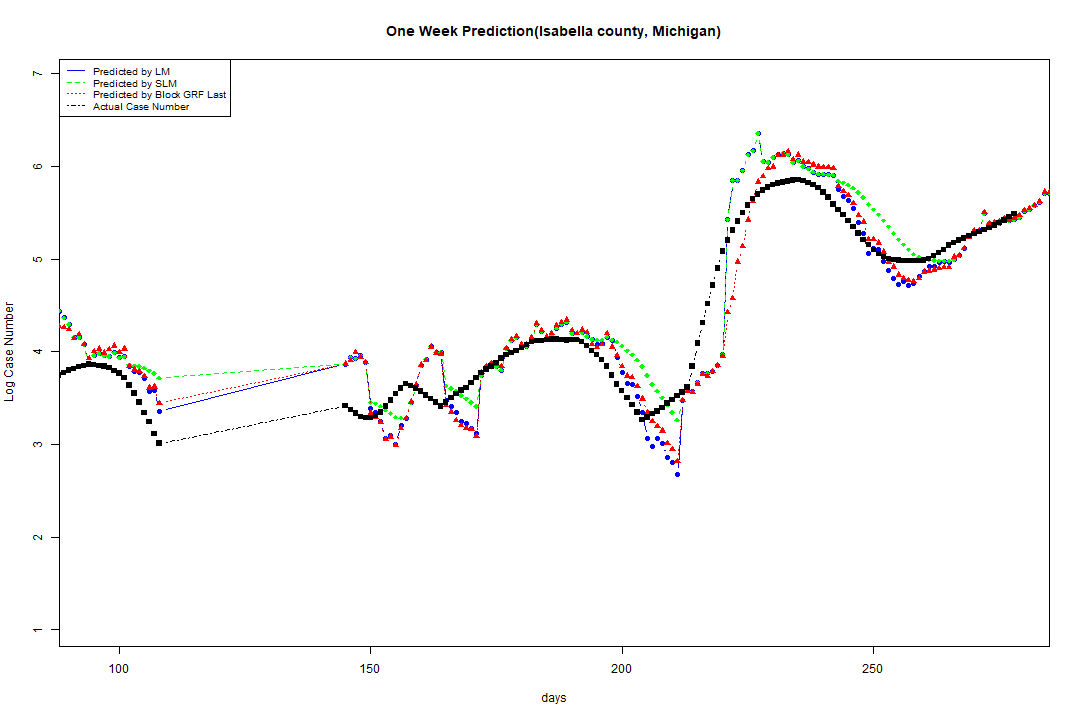 One Week Prediction(Isabella county, Michigan)
Predicted by LM
Predicted by SLM
Predicted by Block GRF Last
Actual Case Number
7
6
5
4
3
2
1
Log Case Number
100 150 200 250
days